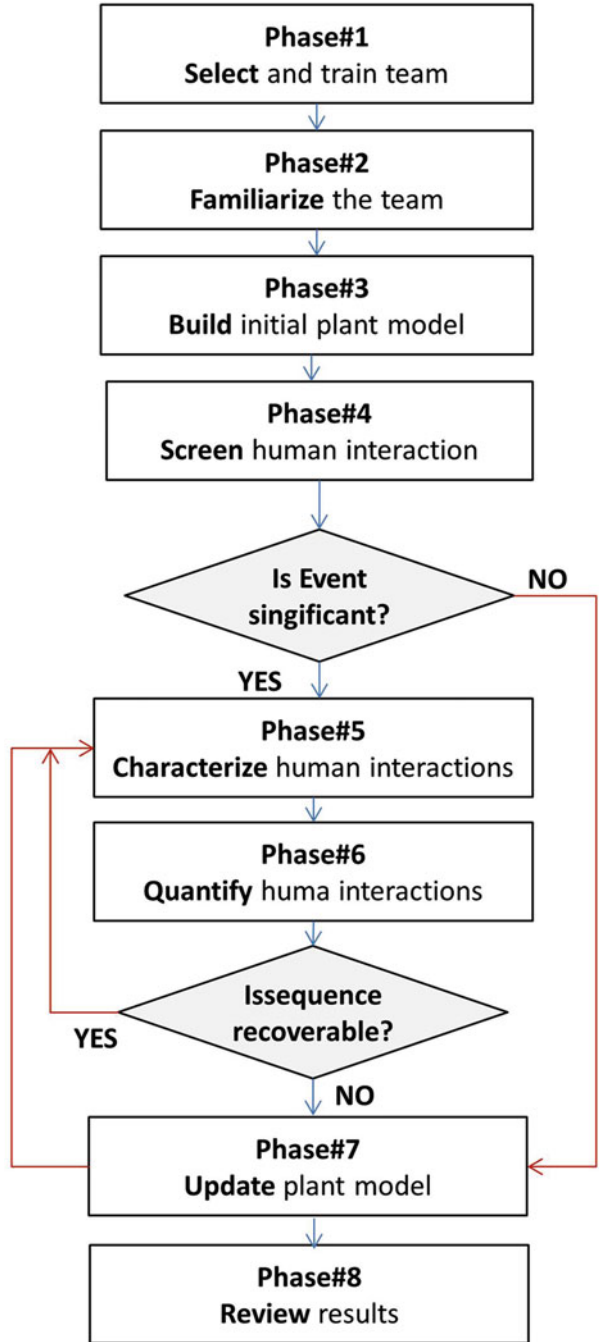 Phase#1
Select and train team
Phase#2
Familiarize the team
Phase#3
Build initial plant model
Phase#4
Screen human interaction
Is Event
singificant?
NO
YES
Phase#5
Characterize human interactions
Phase#6
Quantify huma interactions
Issequence
recoverable?
YES
NO
Phase#7
Update plant model
Phase#8
Review results